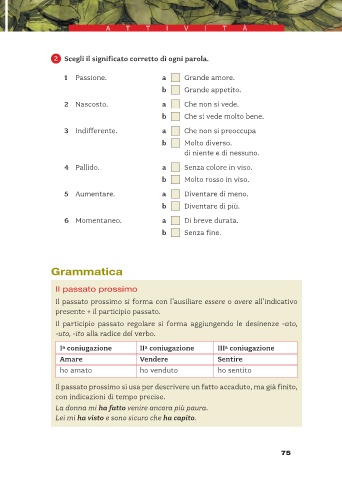 A T T I V I T À
2 Scegli il significato corretto di ogni parola.
1 Passione. a Grande amore.
b Grande appetito.
2 Nascosto. a Che non si vede.
b Che si vede molto bene.
3 Indifferente. a Che non si preoccupa
b Molto diverso.
di niente e di nessuno.
4 Pallido. a Senza colore in viso.
b Molto rosso in viso.
5 Aumentare. a Diventare di meno.
b Diventare di più.
6 Momentaneo. a Di breve durata.
b Senza fine.
Grammatica
Il passato prossimo
Il passato prossimo si forma con l'ausiliare essere o avere all'indicativo
presente + il participio passato.
Il participio passato regolare si forma aggiungendo le desinenze -ato,
-uto, -ito alla radice del verbo.
Iª coniugazione IIª coniugazione IIIª coniugazione
Amare Vendere Sentire
ho amato ho venduto ho sentito
Il passato prossimo si usa per descrivere un fatto accaduto, ma già finito,
con indicazioni di tempo precise.
La donna mi ha fatto venire ancora più paura.
Lei mi ha visto e sono sicuro che ha capito.
75